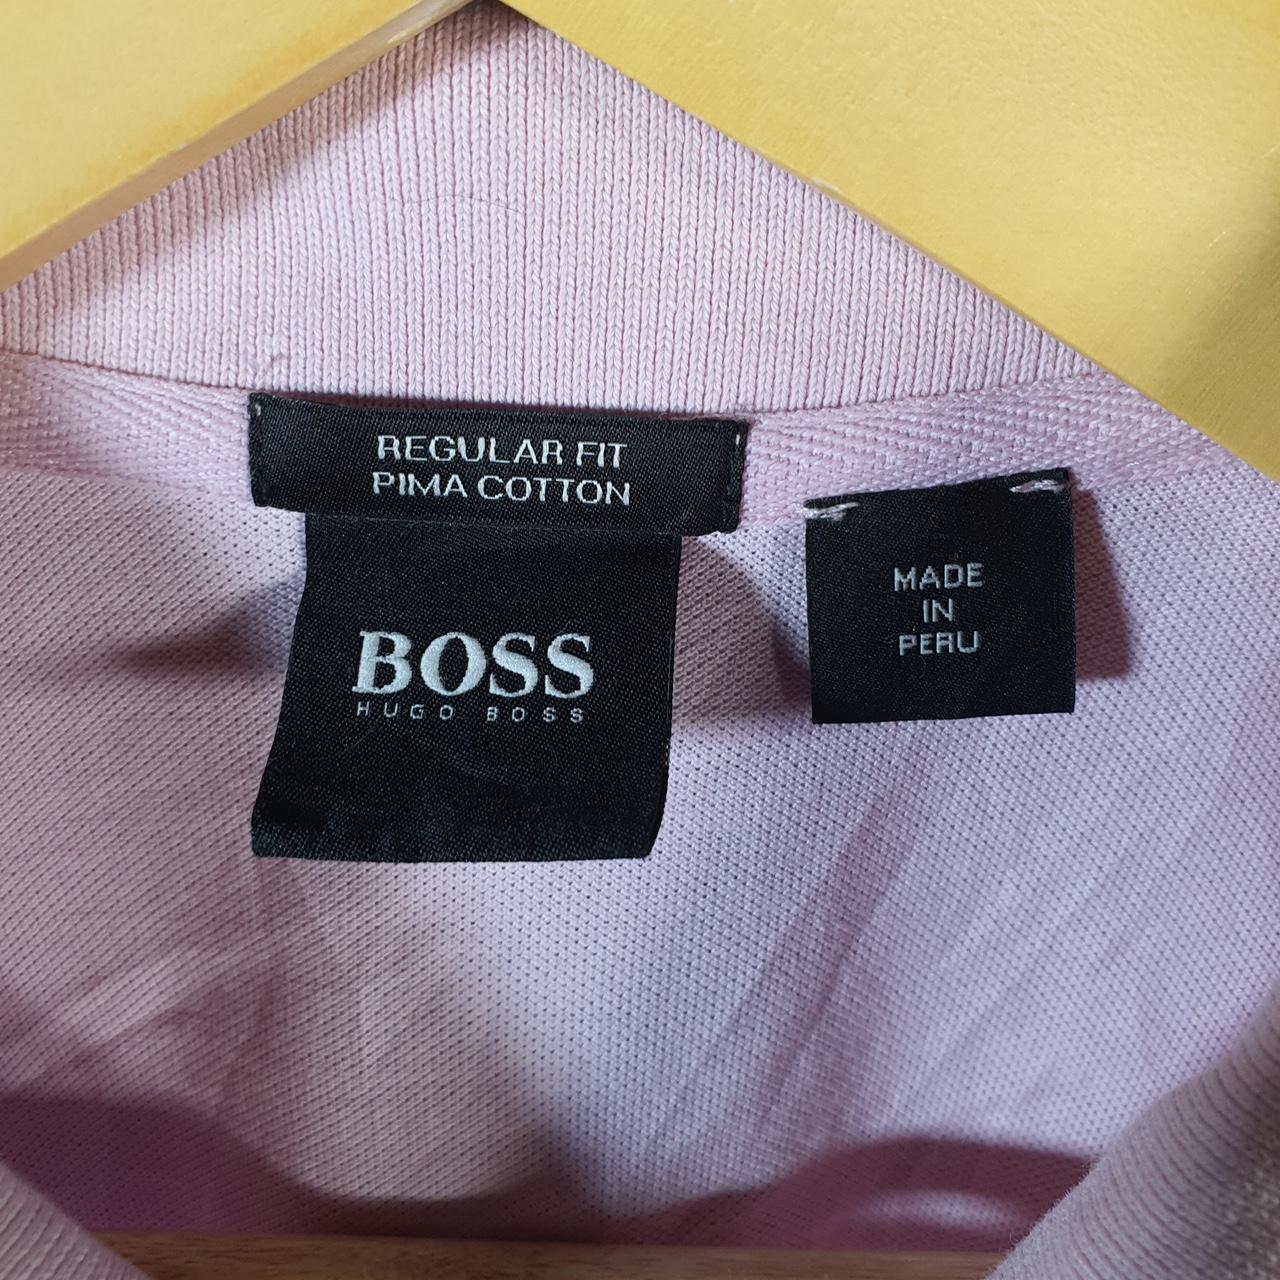 REGULAR FIT
PIMA COTTON
BOSS
HUGO BOSS
MADE
IN
PERU